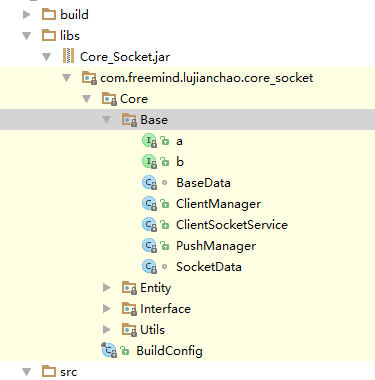 build
libs
Core_Socket.jar
com.freemind.lujianchao.core_socket
Core
Base
a
b
BaseData
ClientManager
ClientSocketService
PushManager
SocketData
Entity
Interface
Utils
BuildConfig
src